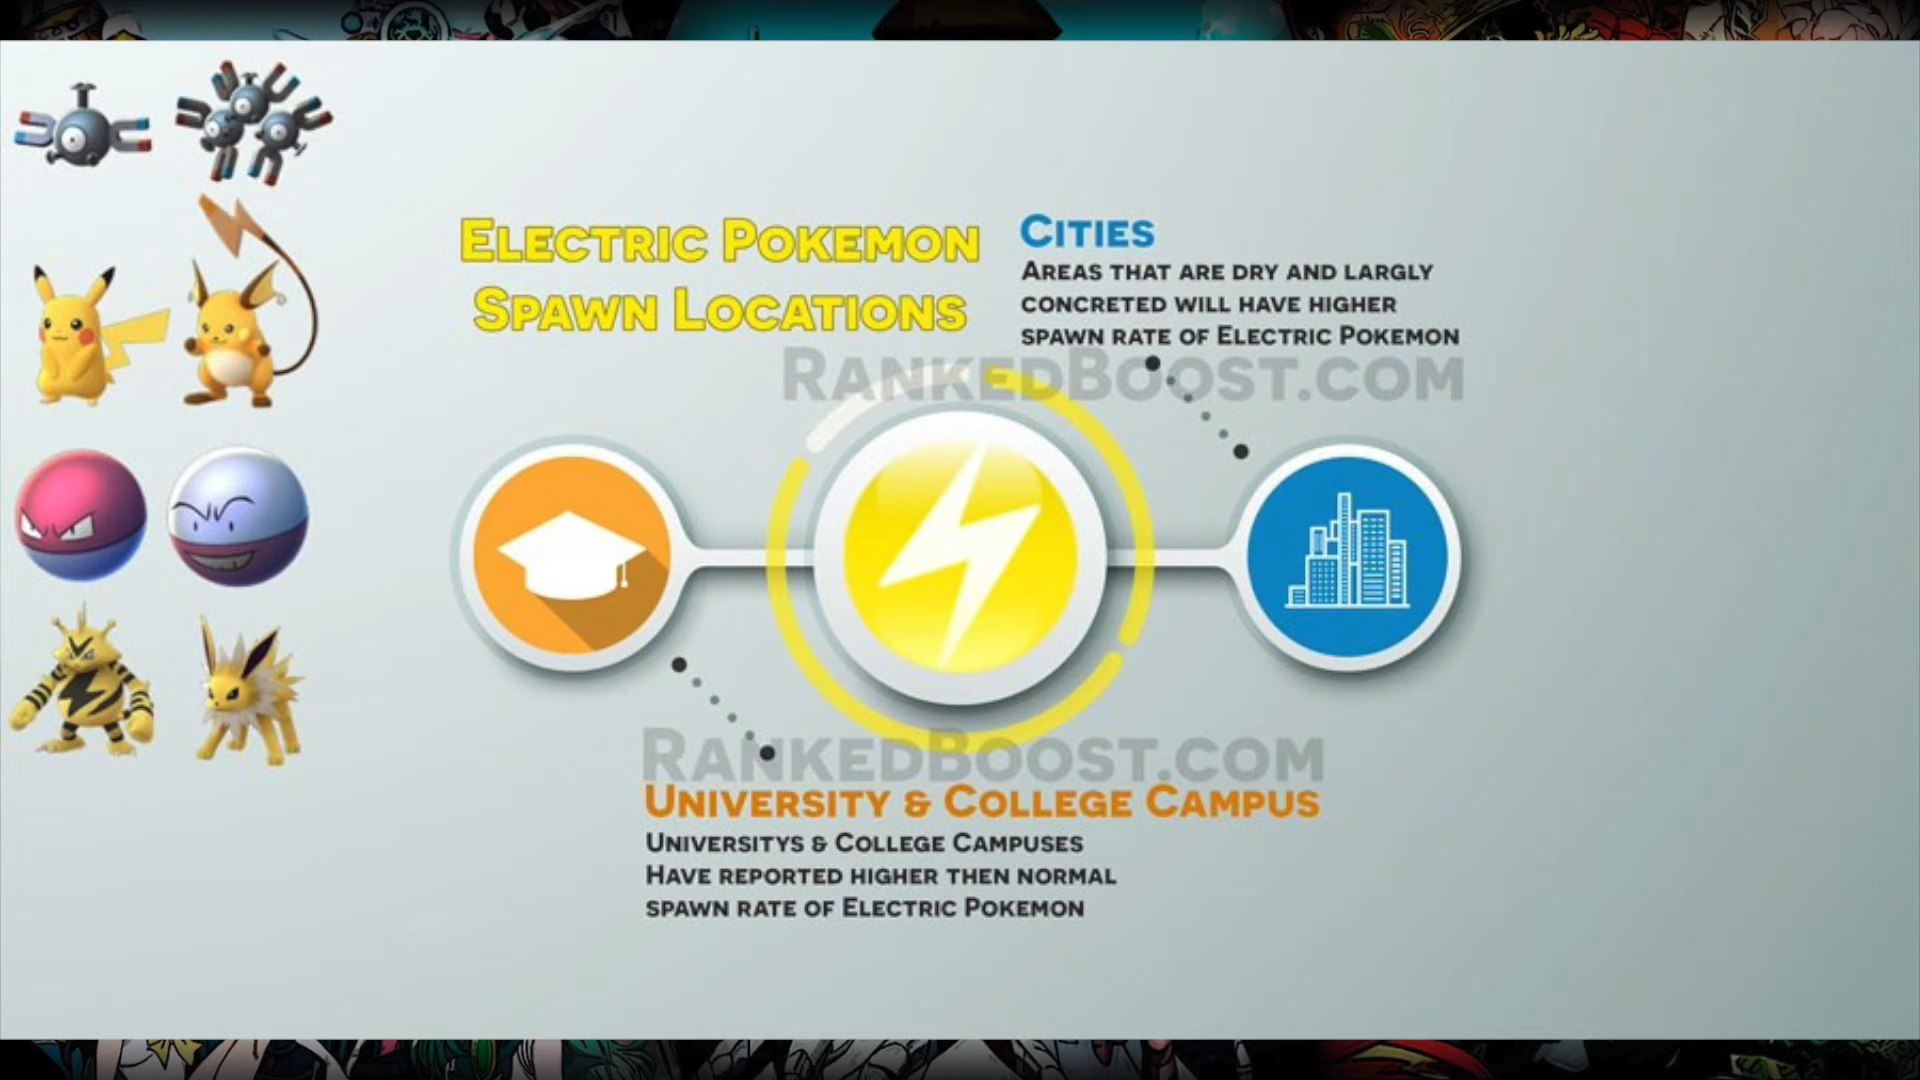 Electric Pokemon
Spawn Locations
Cities
Areas that are dry and largly
concreted will have higher
spawn rate of Electric Pokemon
RankedBoost.com
RankedBoost.com
University & College Campus
Universitys & College Campuses
Have reported higher then normal
spawn rate of Electric Pokemon